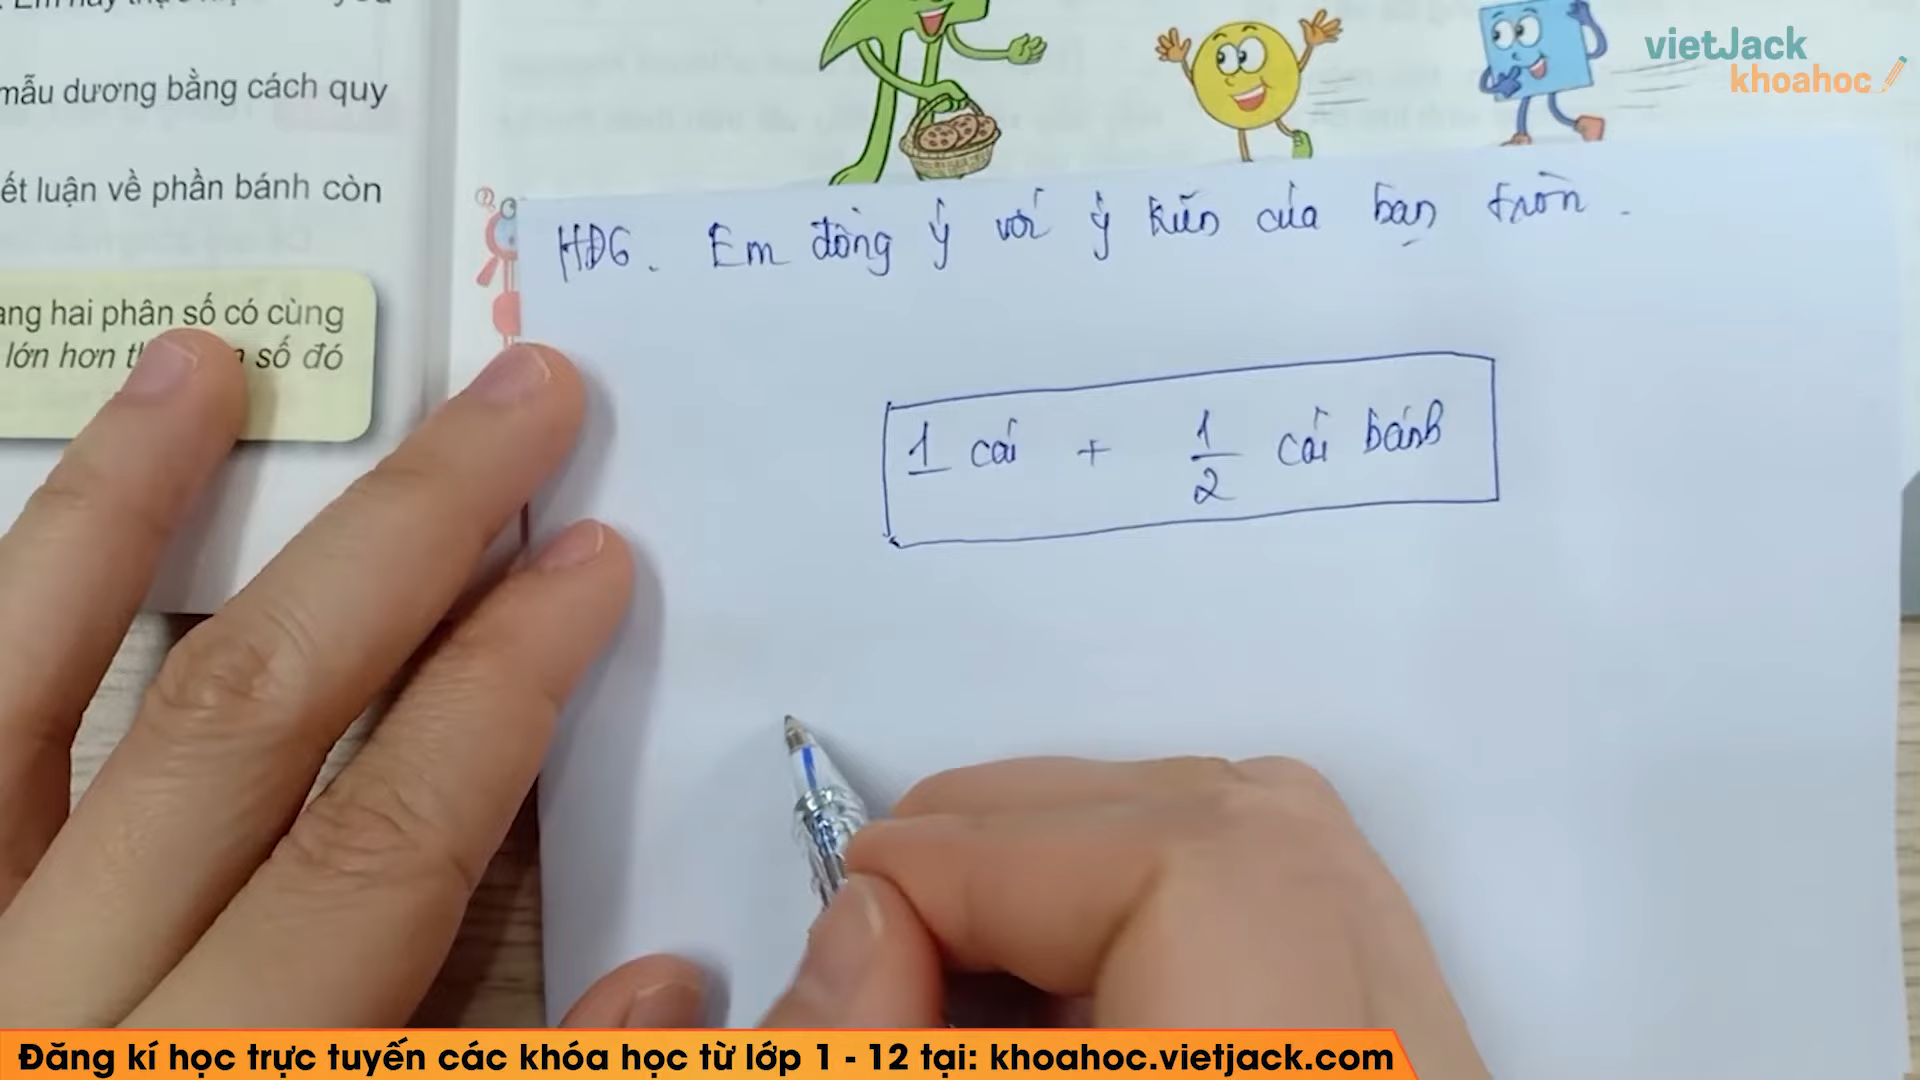 vietJack
khoahoc
mẫu dương bằng cách quy
ết luận về phần bánh còn
ang hai phân số có cùng
lớn hơn số đó
HĐ6. Em đồng ý với ý kiến của bạn tròn.
1 cái + 1/2 cái bánh
Đăng kí học trực tuyến các khóa học từ lớp 1 - 12 tại: khoahoc.vietjack.com